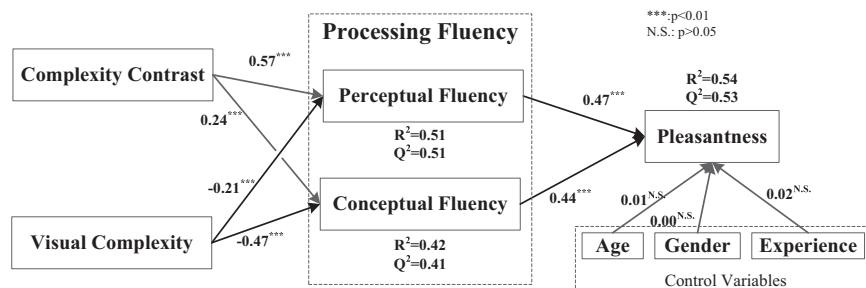 ***:p<0.01
N.S.: p>0.05
Processing Fluency
Complexity Contrast
0.57***
Perceptual Fluency
R²=0.51
Q²=0.51
0.47***
R²=0.54
Q²=0.53
Pleasantness
0.24***
-0.21***
Conceptual Fluency
R²=0.42
Q²=0.41
0.44***
Visual Complexity
-0.47***
0.01N.S.
0.00N.S.
0.02N.S.
Age
Gender
Experience
Control Variables